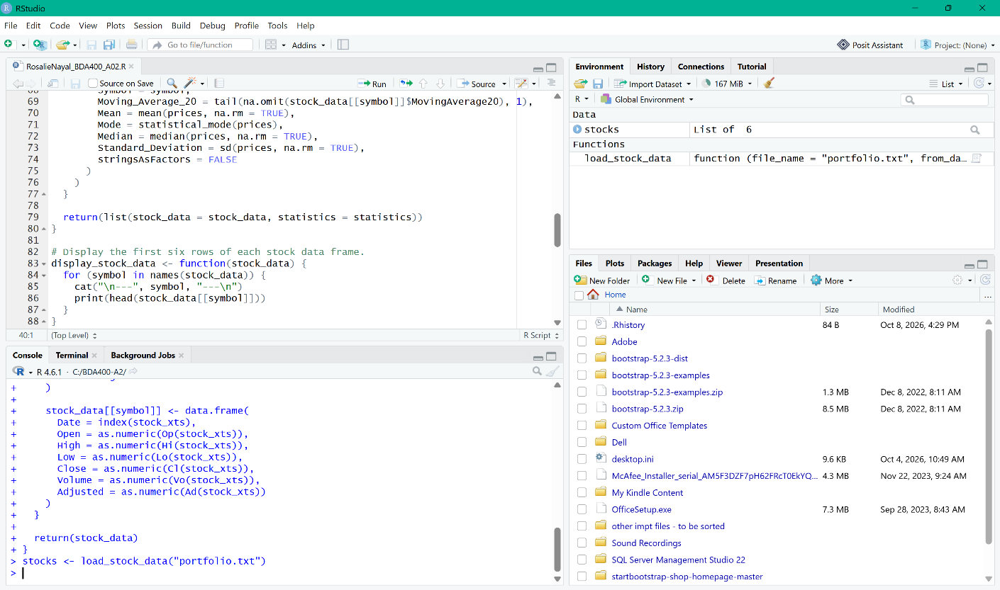 RStudio
File Edit Code View Plots Session Build Debug Profile Tools Help
Go to file/function Addins Posit Assistant Project: (None)
RosalieNayal_BDA400_A02.R
Source on Save Run Source
68 symbol = symbol,
69 Moving_Average_20 = tail(na.omit(stock_data[[symbol]]$MovingAverage20), 1),
70 Mean = mean(prices, na.rm = TRUE),
71 Mode = statistical_mode(prices),
72 Median = median(prices, na.rm = TRUE),
73 Standard_Deviation = sd(prices, na.rm = TRUE),
74 stringsAsFactors = FALSE
75 )
76 )
77 }
78
79 return(list(stock_data = stock_data, statistics = statistics))
80 }
81
82 # Display the first six rows of each stock data frame.
83 display_stock_data <- function(stock_data) {
84 for (symbol in names(stock_data)) {
85 cat("\n---", symbol, "---\n")
86 print(head(stock_data[[symbol]]))
87 }
88 }
40:1 (Top Level) R Script
Console Terminal Background Jobs
R 4.6.1 · C:/BDA400-A2/
+ )
+
+ stock_data[[symbol]] <- data.frame(
+ Date = index(stock_xts),
+ Open = as.numeric(Op(stock_xts)),
+ High = as.numeric(Hi(stock_xts)),
+ Low = as.numeric(Lo(stock_xts)),
+ Close = as.numeric(Cl(stock_xts)),
+ Volume = as.numeric(Vo(stock_xts)),
+ Adjusted = as.numeric(Ad(stock_xts))
+ )
+ }
+
+ return(stock_data)
+ }
> stocks <- load_stock_data("portfolio.txt")
>
Environment History Connections Tutorial
Import Dataset 167 MiB List
R Global Environment
Data
stocks List of 6
Functions
load_stock_data function (file_name = "portfolio.txt", from_da…
Files Plots Packages Help Viewer Presentation
New Folder New File Delete Rename More
Home ...
Name Size Modified
.Rhistory 84 B Oct 8, 2026, 4:29 PM
Adobe
bootstrap-5.2.3-dist
bootstrap-5.2.3-examples
bootstrap-5.2.3-examples.zip 1.3 MB Dec 8, 2022, 8:11 AM
bootstrap-5.2.3.zip 8.5 MB Dec 8, 2022, 8:11 AM
Custom Office Templates
Dell
desktop.ini 9.6 KB Oct 4, 2026, 10:49 AM
McAfee_Installer_serial_AM5F3DZF7pH62FRcT0EkYQ... 4.3 MB Nov 22, 2023, 9:24 AM
My Kindle Content
OfficeSetup.exe 7.3 MB Sep 28, 2023, 8:43 AM
other impt files - to be sorted
Sound Recordings
SQL Server Management Studio 22
startbootstrap-shop-homepage-master